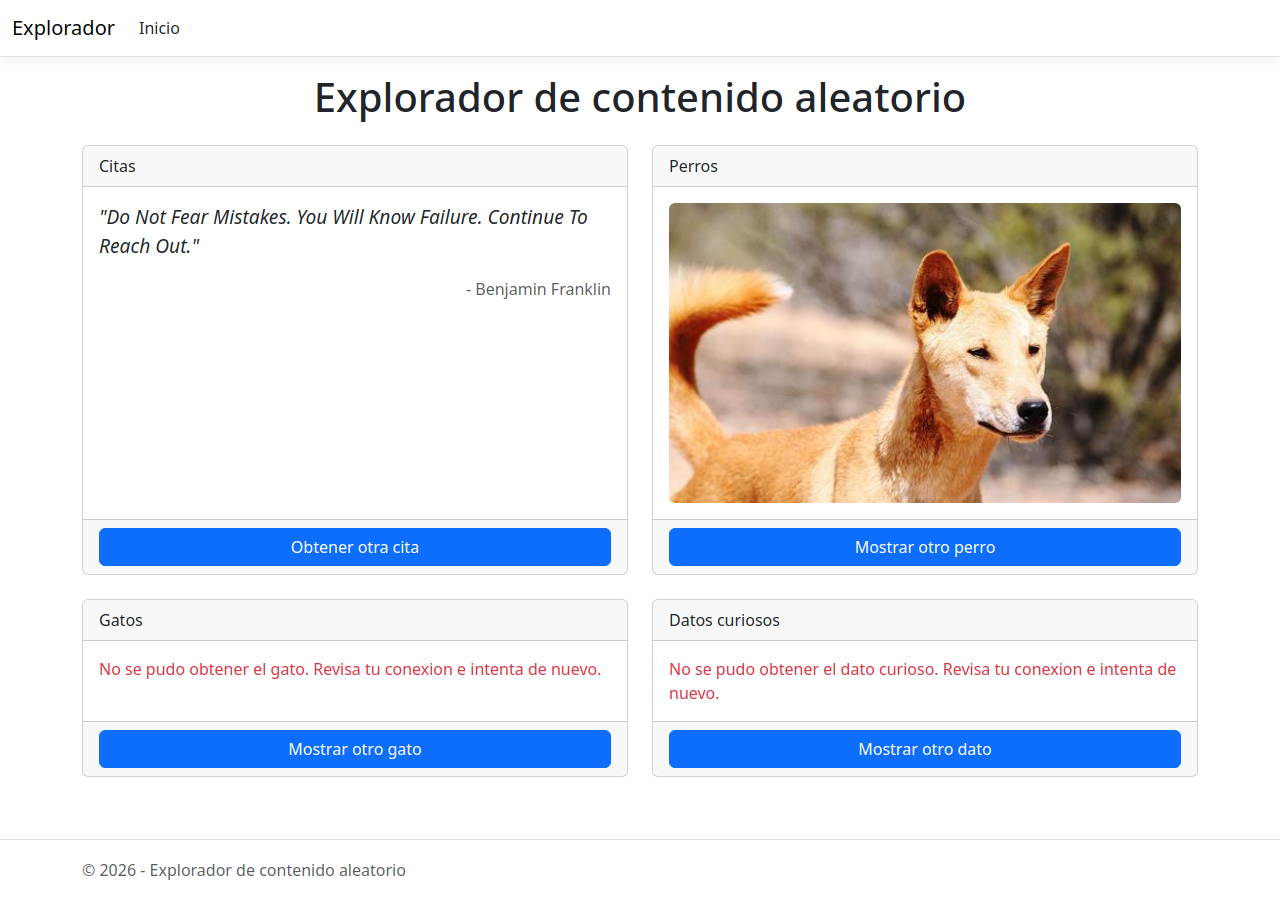 Explorador Inicio
Explorador de contenido aleatorio
Citas
"Do Not Fear Mistakes. You Will Know Failure. Continue To
Reach Out."
- Benjamin Franklin
Obtener otra cita
Perros
Mostrar otro perro
Gatos
No se pudo obtener el gato. Revisa tu conexion e intenta de nuevo.
Mostrar otro gato
Datos curiosos
No se pudo obtener el dato curioso. Revisa tu conexion e intenta de
nuevo.
Mostrar otro dato
© 2026 - Explorador de contenido aleatorio